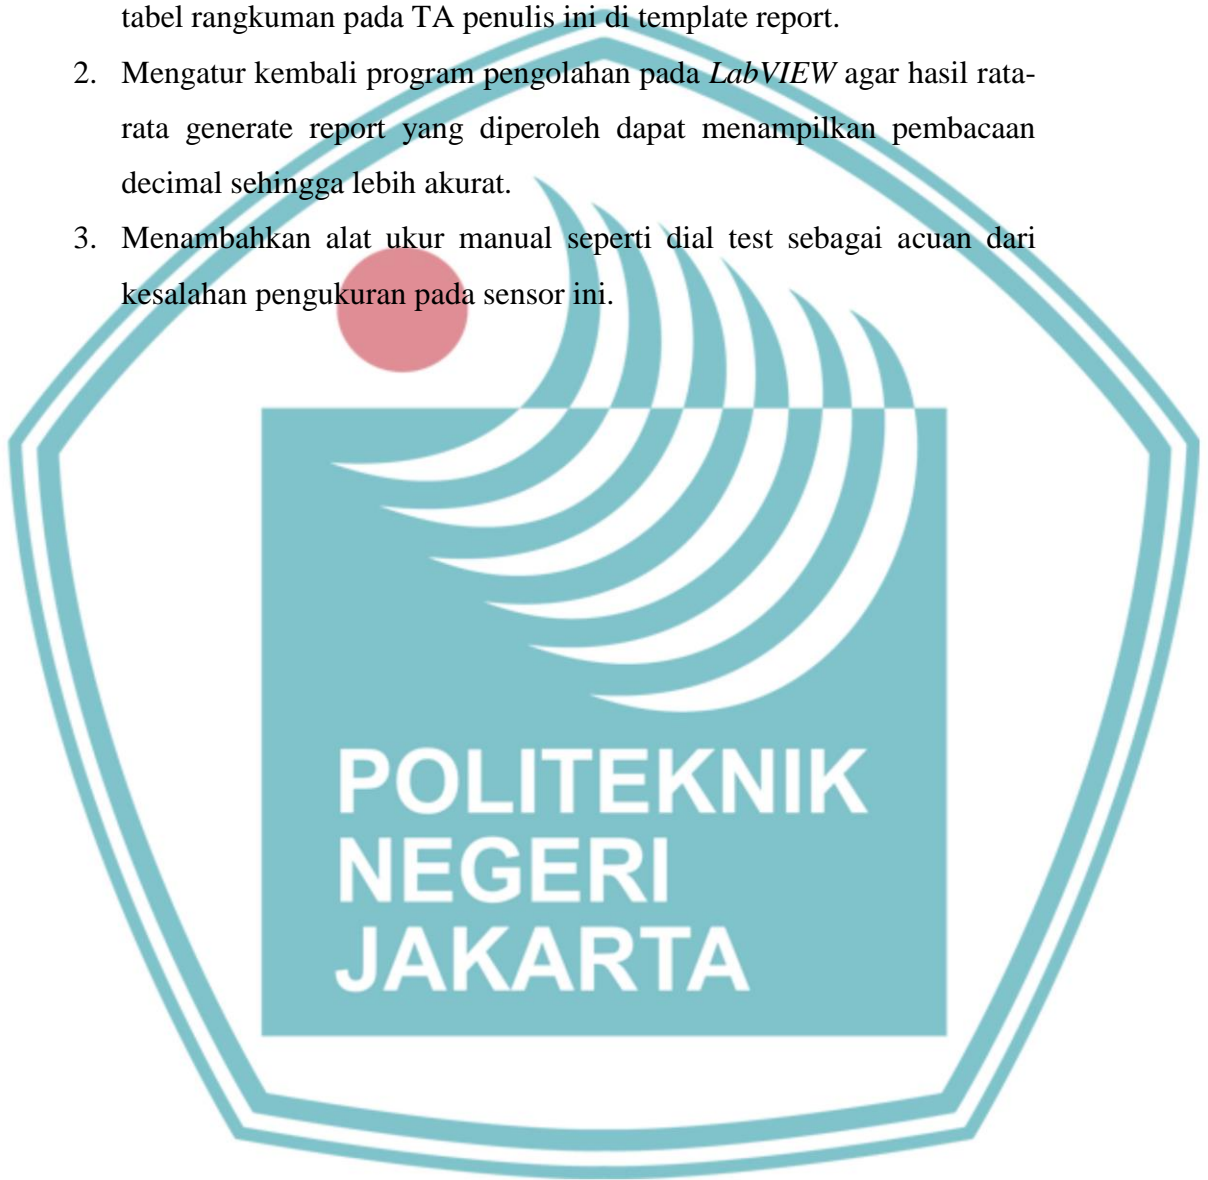 tabel rangkuman pada TA penulis ini di template report.
2. Mengatur kembali program pengolahan pada LabVIEW agar hasil rata-
rata generate report yang diperoleh dapat menampilkan pembacaan
decimal sehingga lebih akurat.
3. Menambahkan alat ukur manual seperti dial test sebagai acuan dari
kesalahan pengukuran pada sensor ini.
POLITEKNIK
NEGERI
JAKARTA